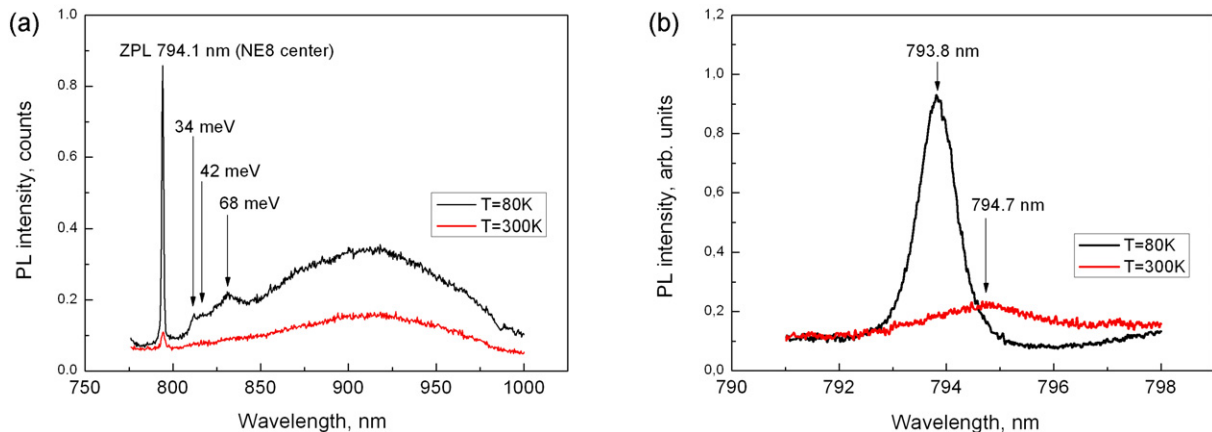 (a)
1.0
0.8
0.6
0.4
0.2
0.0
PL intensity, counts
ZPL 794.1 nm (NE8 center)
34 meV
42 meV
68 meV
T=80K
T=300K
750
800
850
900
950
1000
Wavelength, nm
(b)
1,2
1,0
0,8
0,6
0,4
0,2
0,0
PL intensity, arb. units
793.8 nm
794.7 nm
T=80K
T=300K
790
792
794
796
798
Wavelength, nm